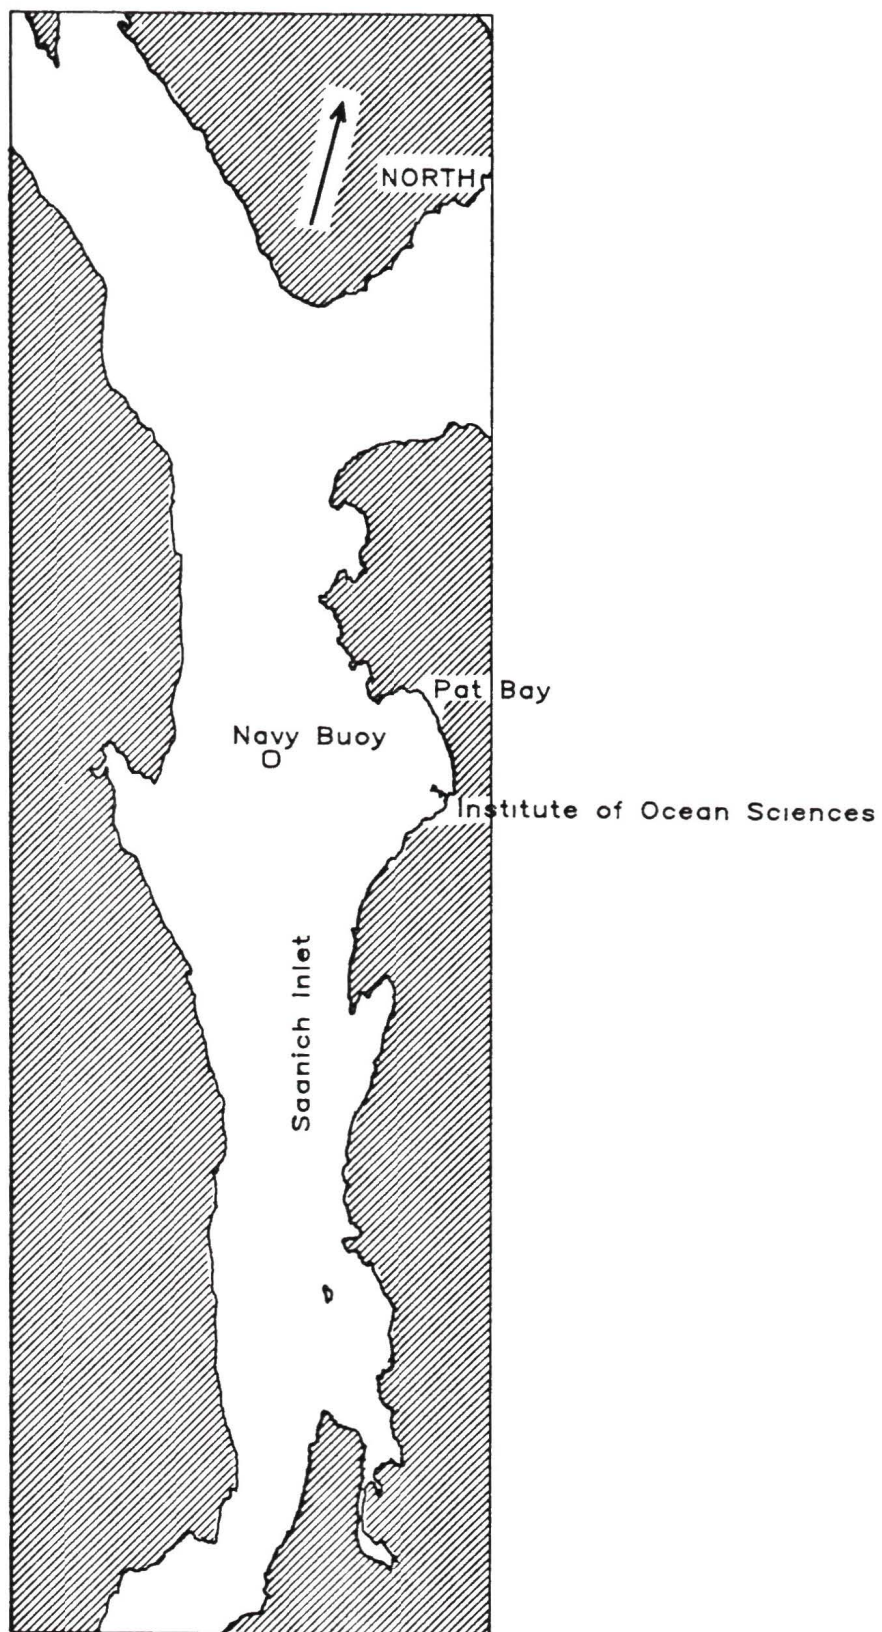 NORTH
Pat Bay
Navy Buoy
Institute of Ocean Sciences
Saanich Inlet